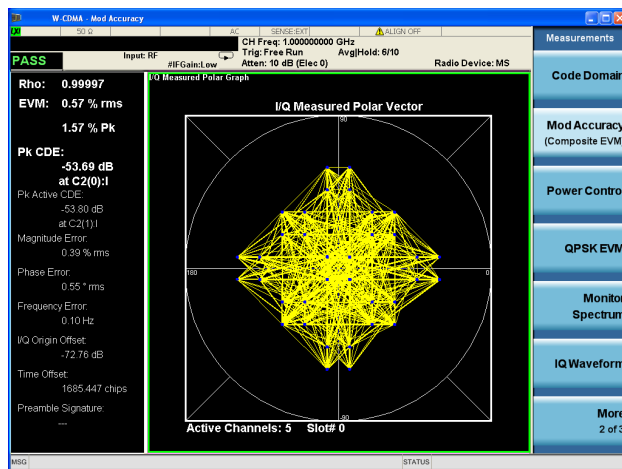 W-CDMA - Mod Accuracy
50 Ω AC SENSE:EXT ALIGN OFF
CH Freq: 1.000000000 GHz
Input: RF Trig: Free Run Avg|Hold: 6/10
PASS #IFGain:Low Atten: 10 dB (Elec 0) Radio Device: MS
Rho: 0.99997
EVM: 0.57 % rms
1.57 % Pk
Pk CDE:
-53.69 dB
at C2(0):I
Pk Active CDE:
-53.80 dB
at C2(1):I
Magnitude Error:
0.39 % rms
Phase Error:
0.55 ° rms
Frequency Error:
0.10 Hz
I/Q Origin Offset:
-72.76 dB
Time Offset:
1685.447 chips
Preamble Signature:
---
I/Q Measured Polar Graph
I/Q Measured Polar Vector
90
180
0
-90
Active Channels: 5 Slot# 0
Measurements
Code Domain
Mod Accuracy
(Composite EVM)
Power Contro
QPSK EVM
Monitor
Spectrum
IQ Waveform
More
2 of 3
MSG STATUS